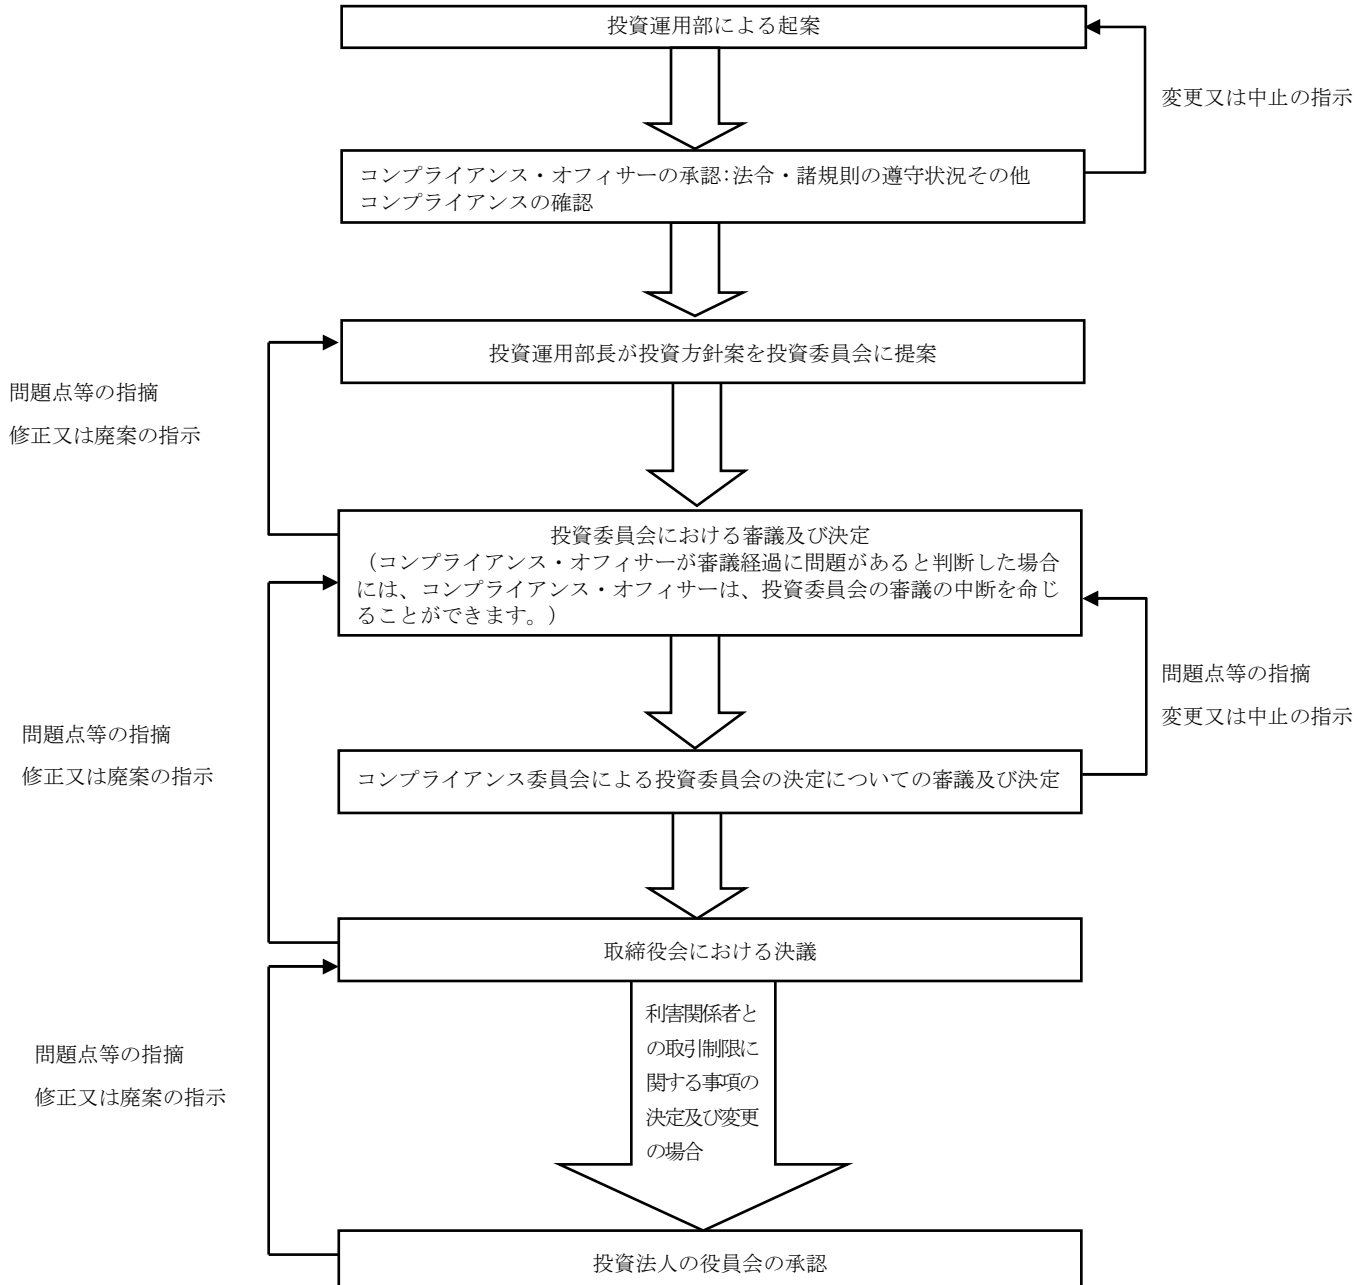 投資運用部による起案
変更又は中止の指示
コンプライアンス・オフィサーの承認:法令・諸規則の遵守状況その他
コンプライアンスの確認
投資運用部長が投資方針案を投資委員会に提案
問題点等の指摘
修正又は廃案の指示
投資委員会における審議及び決定
（コンプライアンス・オフィサーが審議経過に問題があると判断した場合
には、コンプライアンス・オフィサーは、投資委員会の審議の中断を命じ
ることができます。）
問題点等の指摘
変更又は中止の指示
問題点等の指摘
修正又は廃案の指示
コンプライアンス委員会による投資委員会の決定についての審議及び決定
取締役会における決議
利害関係者と
の取引制限に
関する事項の
決定及び変更
の場合
問題点等の指摘
修正又は廃案の指示
投資法人の役員会の承認